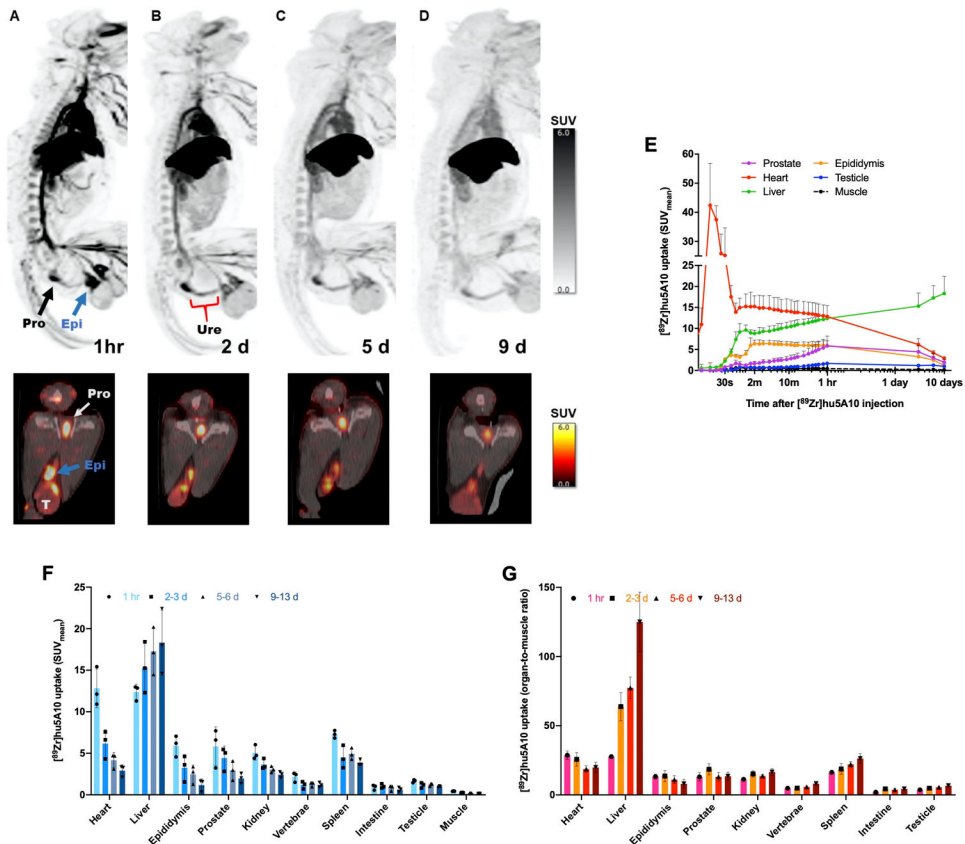 A
B
C
D
SUV
6.0
0.0
Pro
Epi
Ure
1hr
2 d
5 d
9 d
Pro
Epi
T
SUV
6.0
0.0
E
[⁸⁹Zr]hu5A10 uptake (SUVmean)
60
50
40
30
20
25
20
15
10
5
0
Prostate
Heart
Liver
Epididymis
Testicle
Muscle
30s
2m
10m
1 hr
1 day
10 days
Time after [⁸⁹Zr]hu5A10 injection
F
[⁸⁹Zr]hu5A10 uptake (SUVmean)
25
20
15
10
5
0
1 hr
2-3 d
5-6 d
9-13 d
Heart
Liver
Epididymis
Prostate
Kidney
Vertebrae
Spleen
Intestine
Testicle
Muscle
G
[⁸⁹Zr]hu5A10 uptake (organ-to-muscle ratio)
150
100
50
0
1 hr
2-3 d
5-6 d
9-13 d
Heart
Liver
Epididymis
Prostate
Kidney
Vertebrae
Spleen
Intestine
Testicle